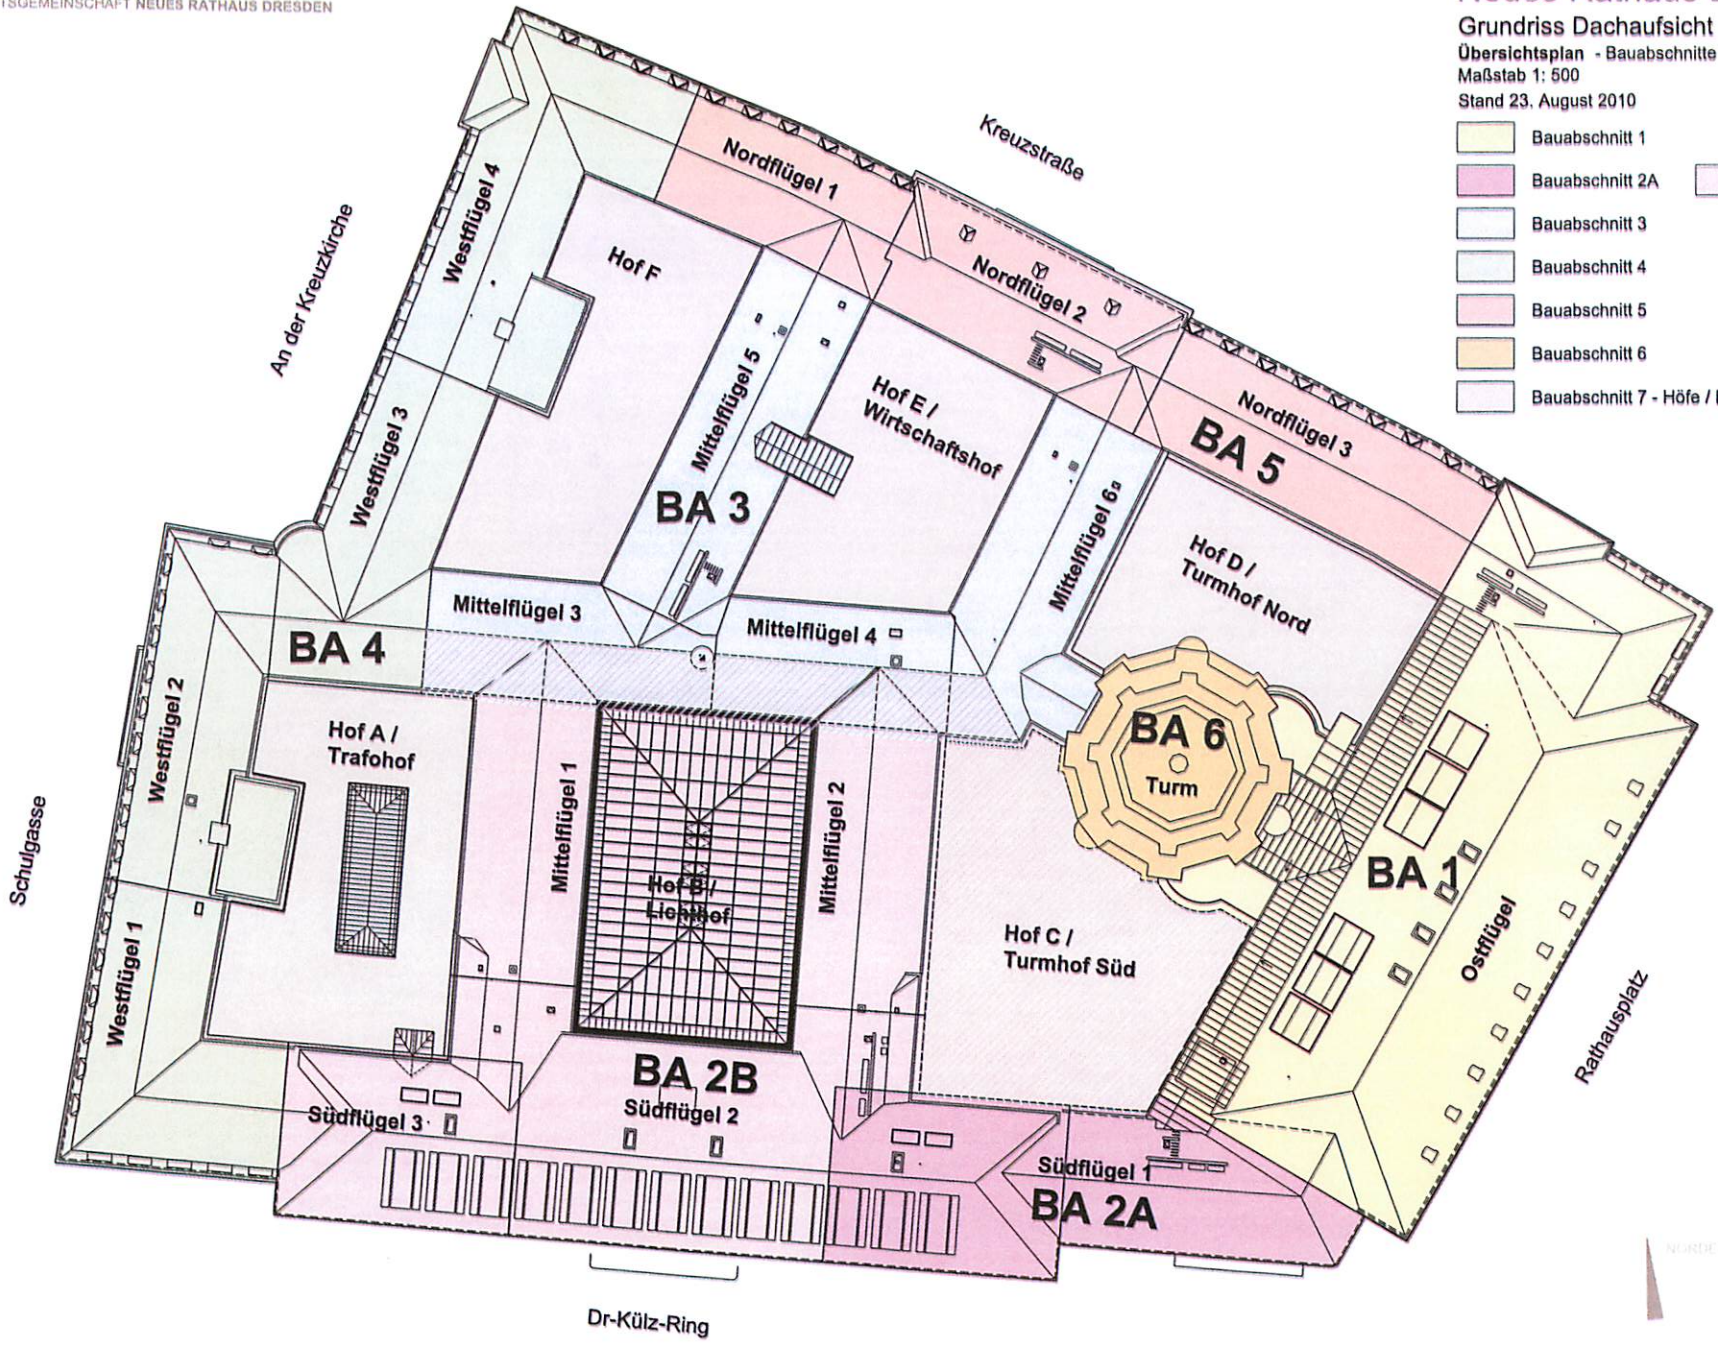 NEUES RATHAUS DRESDEN
Grundriss Dachaufsicht
Übersichtsplan - Bauabschnitte
Maßstab 1: 500
Stand 23. August 2010
Bauabschnitt 1
Bauabschnitt 2A
Bauabschnitt 3
Bauabschnitt 4
Bauabschnitt 5
Bauabschnitt 6
Bauabschnitt 7 - Höfe /
Kreuzstraße
An der Kreuzkirche
Schulgasse
Dr-Külz-Ring
Rathausplatz
Nordflügel 1
Nordflügel 2
Nordflügel 3
BA 5
Westflügel 4
Westflügel 3
Westflügel 2
Westflügel 1
BA 4
Hof F
Mittelflügel 5
BA 3
Hof E /
Wirtschaftshof
Mittelflügel 6
Hof D /
Turmhof Nord
Mittelflügel 3
Mittelflügel 4
BA 6
Turm
BA 1
Ostflügel
Hof A /
Trafohof
Mittelflügel 1
Hof B /
Lichthof
Mittelflügel 2
Hof C /
Turmhof Süd
BA 2B
Südflügel 3
Südflügel 2
Südflügel 1
BA 2A